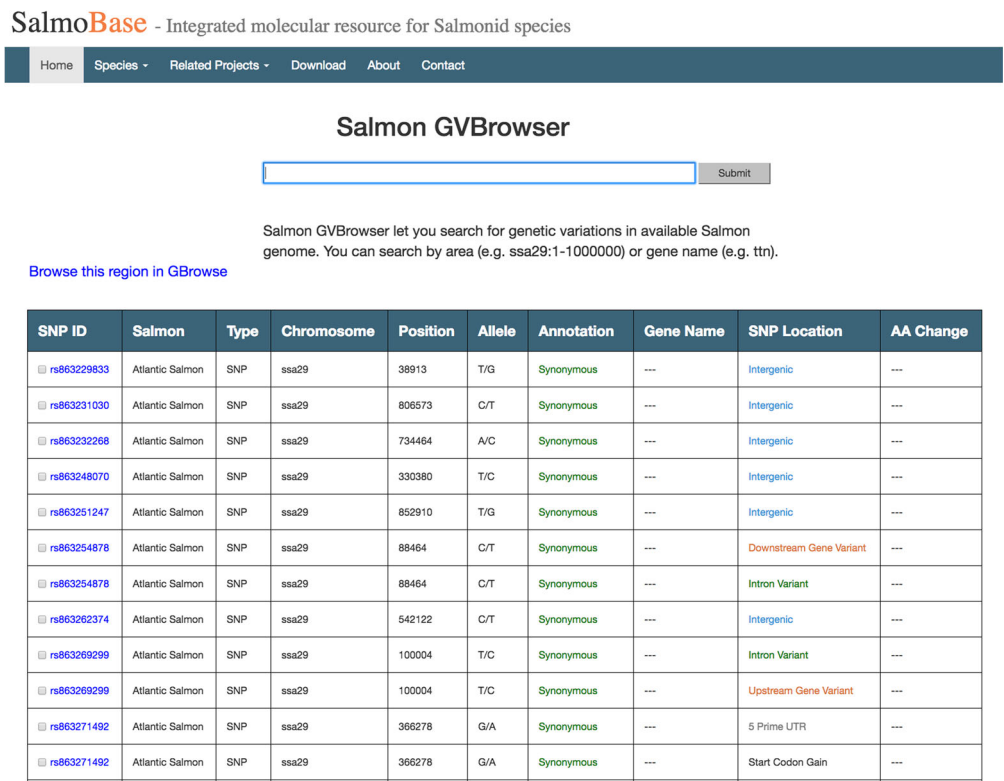 SalmoBase - Integrated molecular resource for Salmonid species
Home Species Related Projects Download About Contact
Salmon GVBrowser
Submit
Salmon GVBrowser let you search for genetic variations in available Salmon
genome. You can search by area (e.g. ssa29:1-1000000) or gene name (e.g. ttn).
Browse this region in GBrowse
SNP ID Salmon Type Chromosome Position Allele Annotation Gene Name SNP Location AA Change
rs863229833 Atlantic Salmon SNP ssa29 38913 T/G Synonymous --- Intergenic ---
rs863231030 Atlantic Salmon SNP ssa29 806573 C/T Synonymous --- Intergenic ---
rs863232268 Atlantic Salmon SNP ssa29 734464 A/C Synonymous --- Intergenic ---
rs863248070 Atlantic Salmon SNP ssa29 330380 T/C Synonymous --- Intergenic ---
rs863251247 Atlantic Salmon SNP ssa29 852910 T/G Synonymous --- Intergenic ---
rs863254878 Atlantic Salmon SNP ssa29 88464 C/T Synonymous --- Downstream Gene Variant ---
rs863254878 Atlantic Salmon SNP ssa29 88464 C/T Synonymous --- Intron Variant ---
rs863262374 Atlantic Salmon SNP ssa29 542122 C/T Synonymous --- Intergenic ---
rs863269299 Atlantic Salmon SNP ssa29 100004 T/C Synonymous --- Intron Variant ---
rs863269299 Atlantic Salmon SNP ssa29 100004 T/C Synonymous --- Upstream Gene Variant ---
rs863271492 Atlantic Salmon SNP ssa29 366278 G/A Synonymous --- 5 Prime UTR ---
rs863271492 Atlantic Salmon SNP ssa29 366278 G/A Synonymous --- Start Codon Gain ---